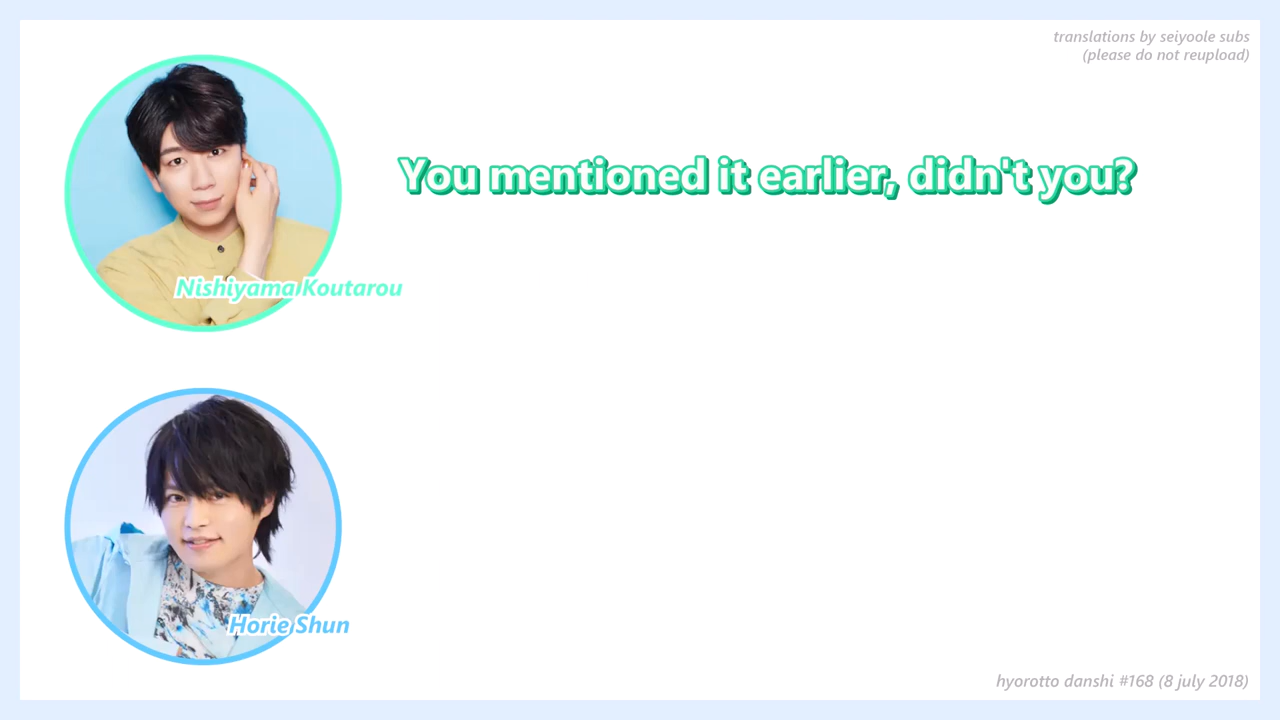 translations by seiyoole subs
(please do not reupload)
You mentioned it earlier, didn't you?
Nishiyama Koutarou
Horie Shun
hyorotto danshi #168 (8 july 2018)